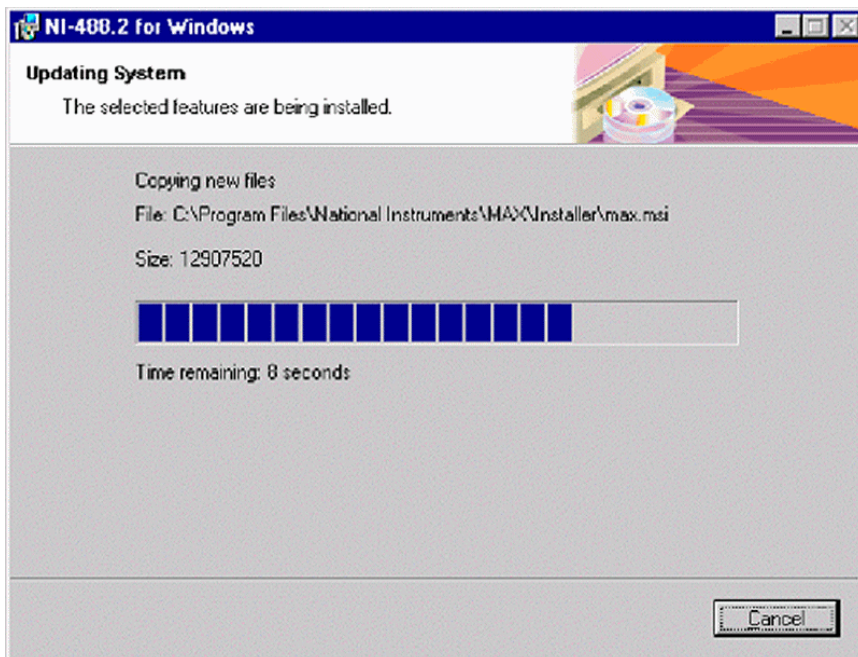 NI-488.2 for Windows
Updating System
The selected features are being installed.
Copying new files
File: C:\Program Files\National Instruments\MAX\Installer\max.msi
Size: 12907520
Time remaining: 8 seconds
Cancel